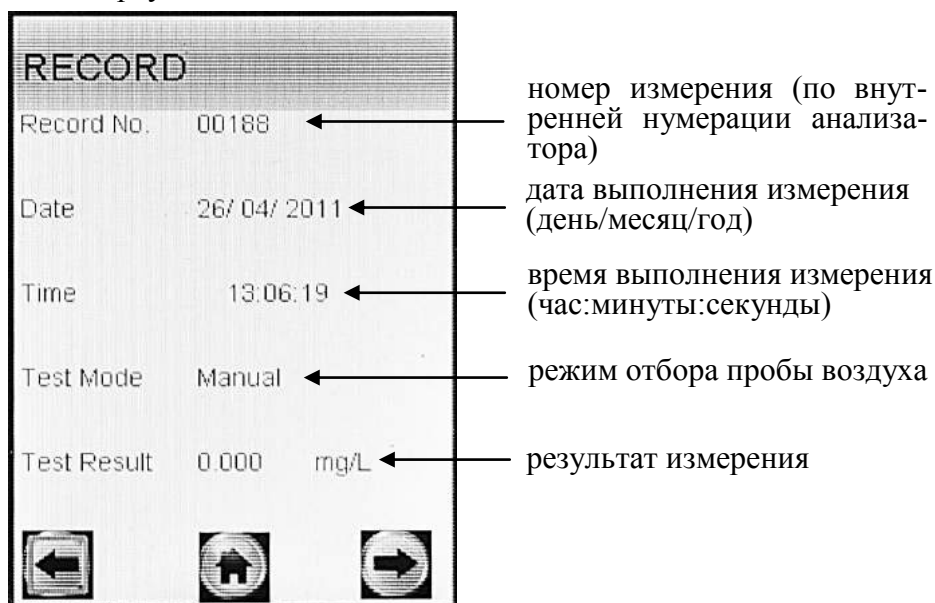 RECORD
Record No. 00188
номер измерения (по внут-
ренней нумерации анализа-
тора)
Date 26/ 04/ 2011
дата выполнения измерения
(день/месяц/год)
Time 13:06:19
время выполнения измерения
(час:минуты:секунды)
Test Mode Manual
режим отбора пробы воздуха
Test Result 0.000 mg/L
результат измерения